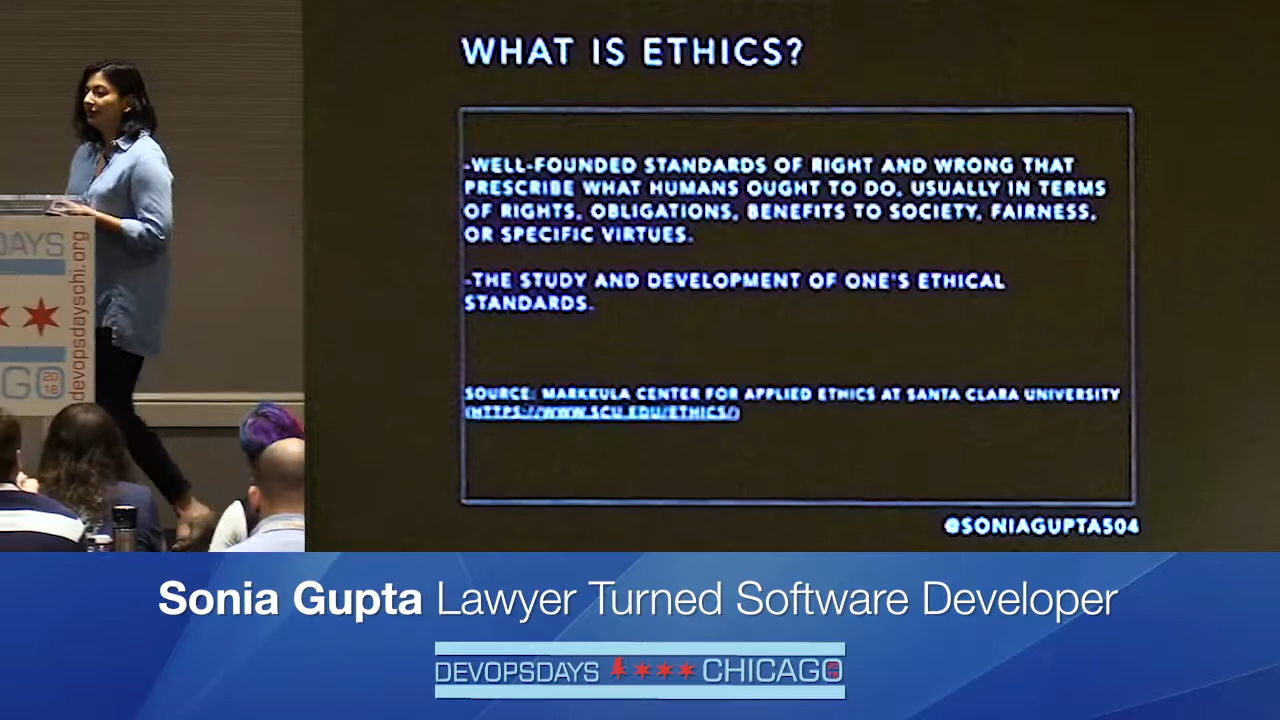 WHAT IS ETHICS?
-WELL-FOUNDED STANDARDS OF RIGHT AND WRONG THAT
PRESCRIBE WHAT HUMANS OUGHT TO DO, USUALLY IN TERMS
OF RIGHTS, OBLIGATIONS, BENEFITS TO SOCIETY, FAIRNESS,
OR SPECIFIC VIRTUES.
-THE STUDY AND DEVELOPMENT OF ONE'S ETHICAL
STANDARDS.
SOURCE: MARKKULA CENTER FOR APPLIED ETHICS AT SANTA CLARA UNIVERSITY
(HTTPS://WWW.SCU.EDU/ETHICS/)
@SONIAGUPTA504
DAYS
GO
2018
devopsdayschi.org
Sonia Gupta Lawyer Turned Software Developer
DEVOPSDAYS CHICAGO